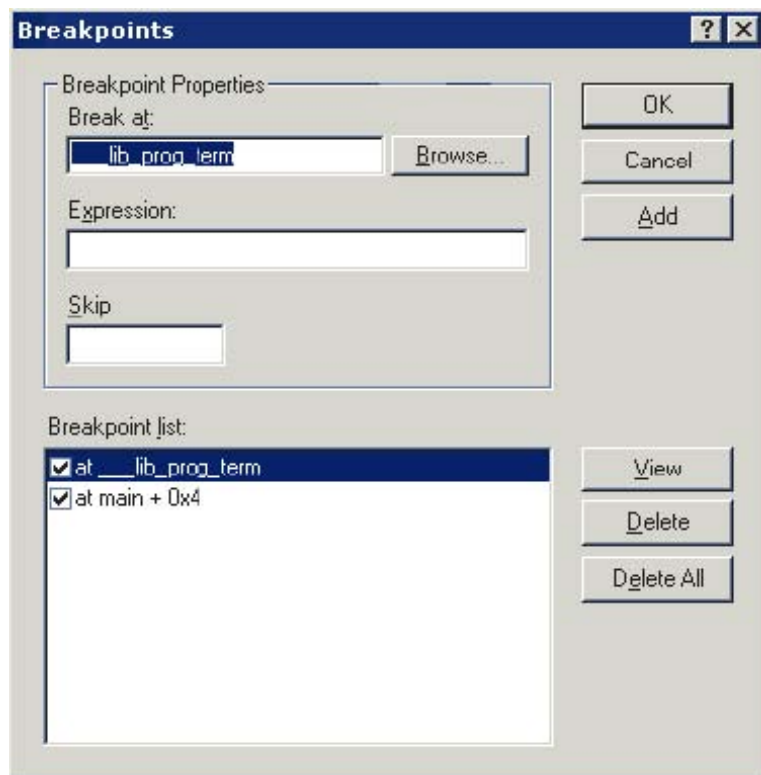 Breakpoints
Breakpoint Properties
Break at:
___lib_prog_term
Browse...
Expression:
Skip
OK
Cancel
Add
Breakpoint list:
at ___lib_prog_term
at main + 0x4
View
Delete
Delete All